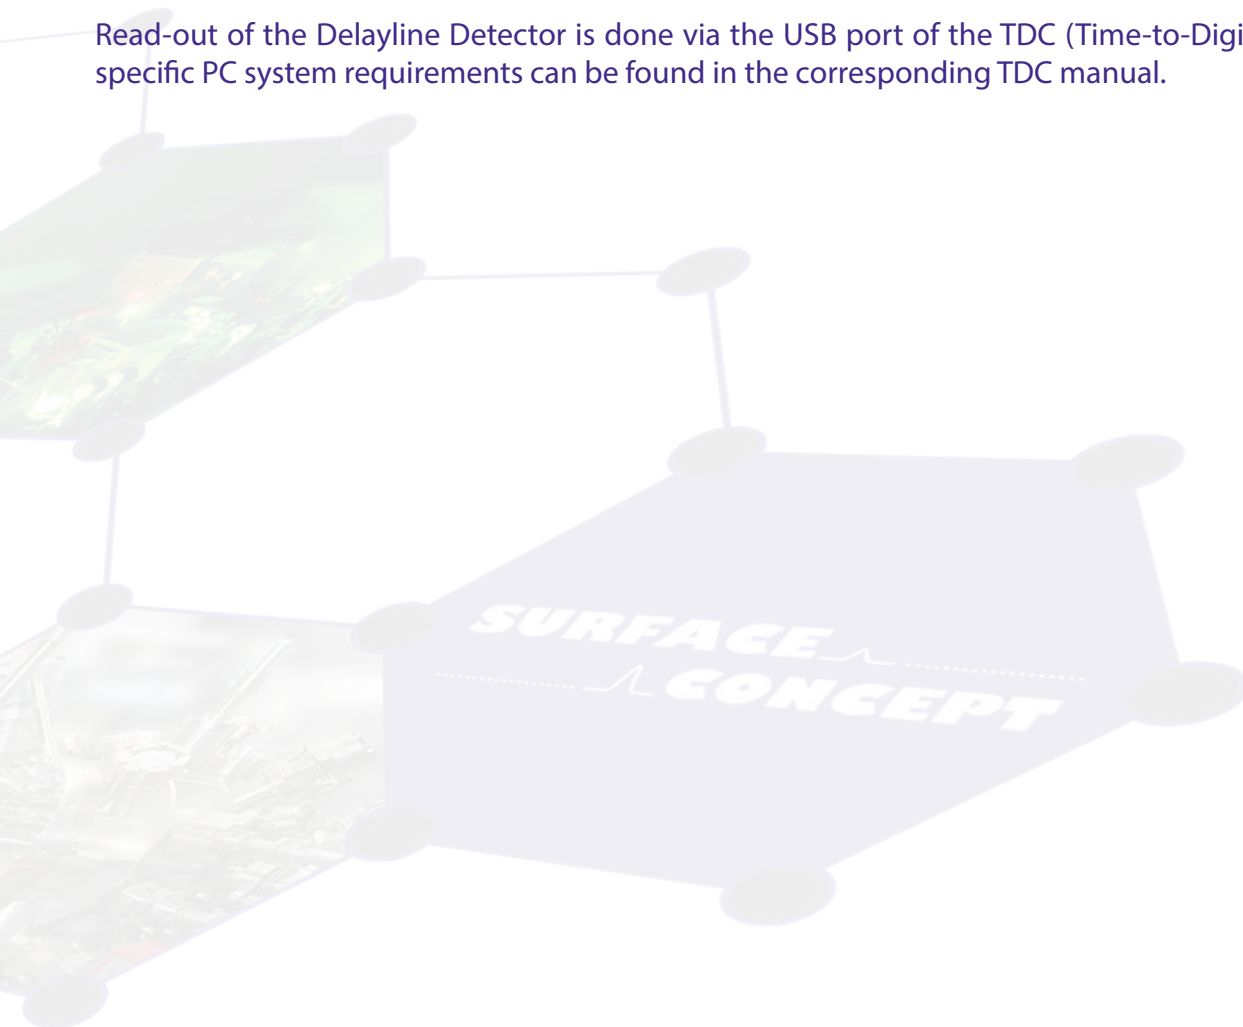 Read-out of the Delayline Detector is done via the USB port of the TDC (Time-to-Digi
specific PC system requirements can be found in the corresponding TDC manual.
SURFACE
CONCEPT